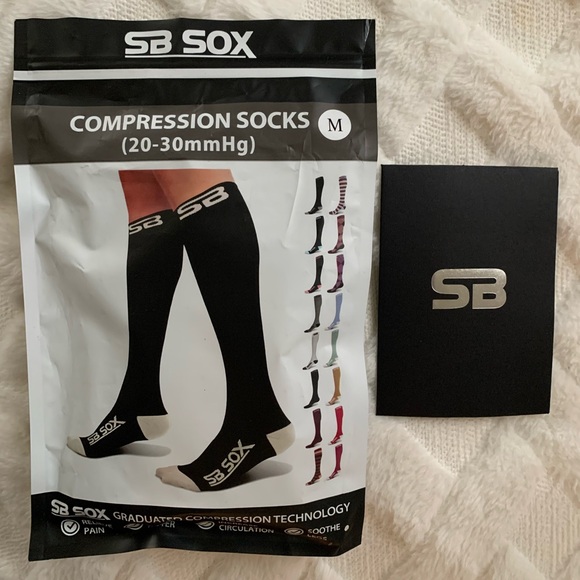 SB SOX
COMPRESSION SOCKS M
(20-30mmHg)
SB
SB
SB SOX
SB SOX
SB
SB SOX GRADUATED COMPRESSION TECHNOLOGY
PAIN
CIRCULATION
SOOTHE